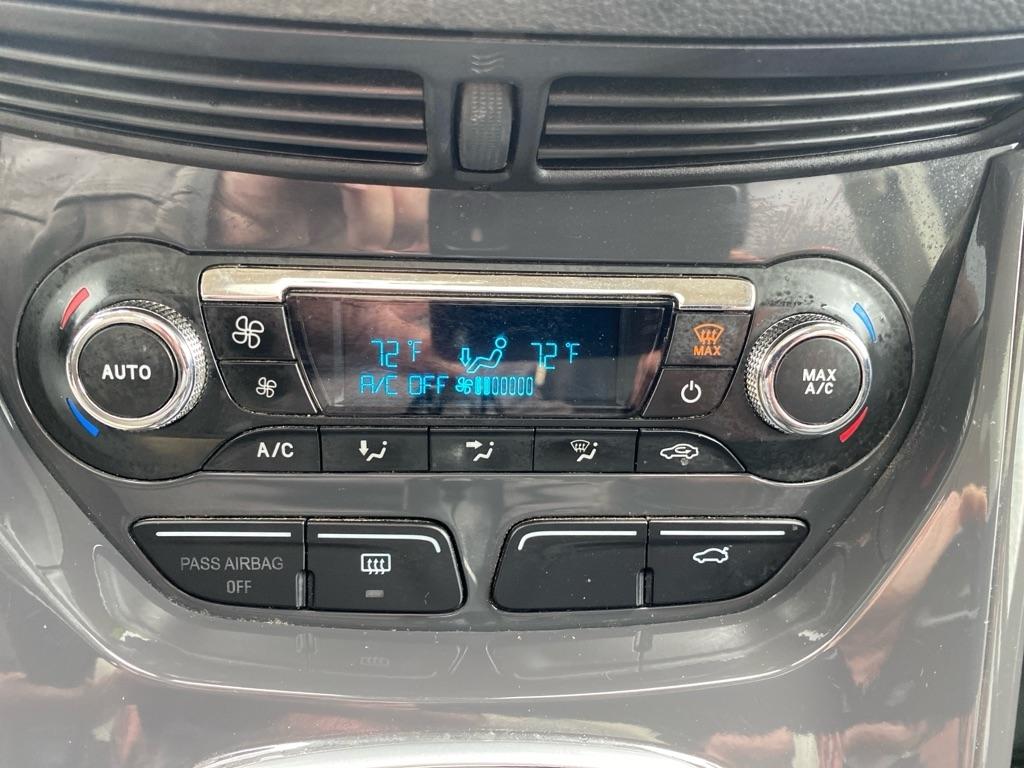 72°F 72°F
A/C OFF
AUTO
MAX
MAX
A/C
A/C
PASS AIRBAG
OFF